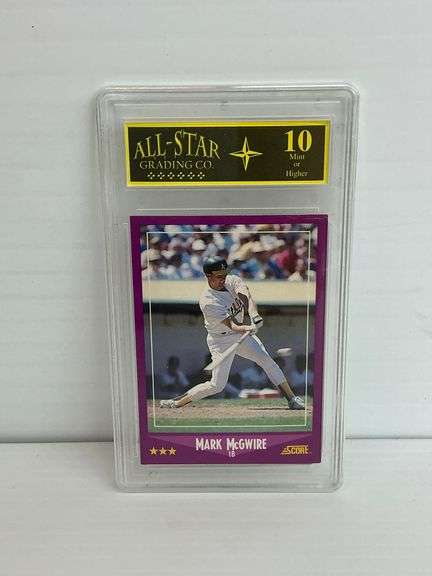 ALL-STAR
GRADING CO.
10
Mint
or
Higher
MARK MCGWIRE
1B
SCORE